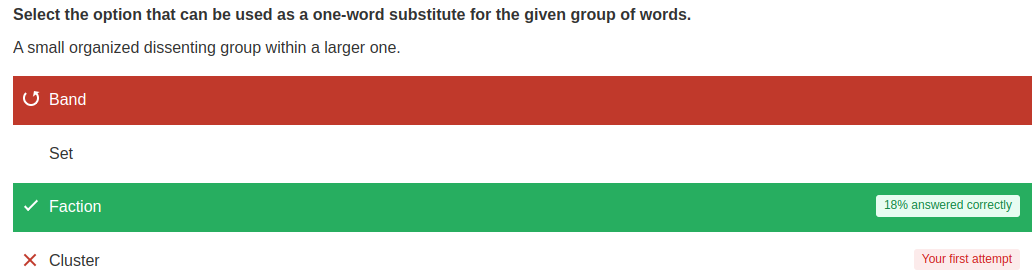 Select the option that can be used as a one-word substitute for the given group of words.
A small organized dissenting group within a larger one.
Band
Set
Faction 18% answered correctly
Cluster Your first attempt